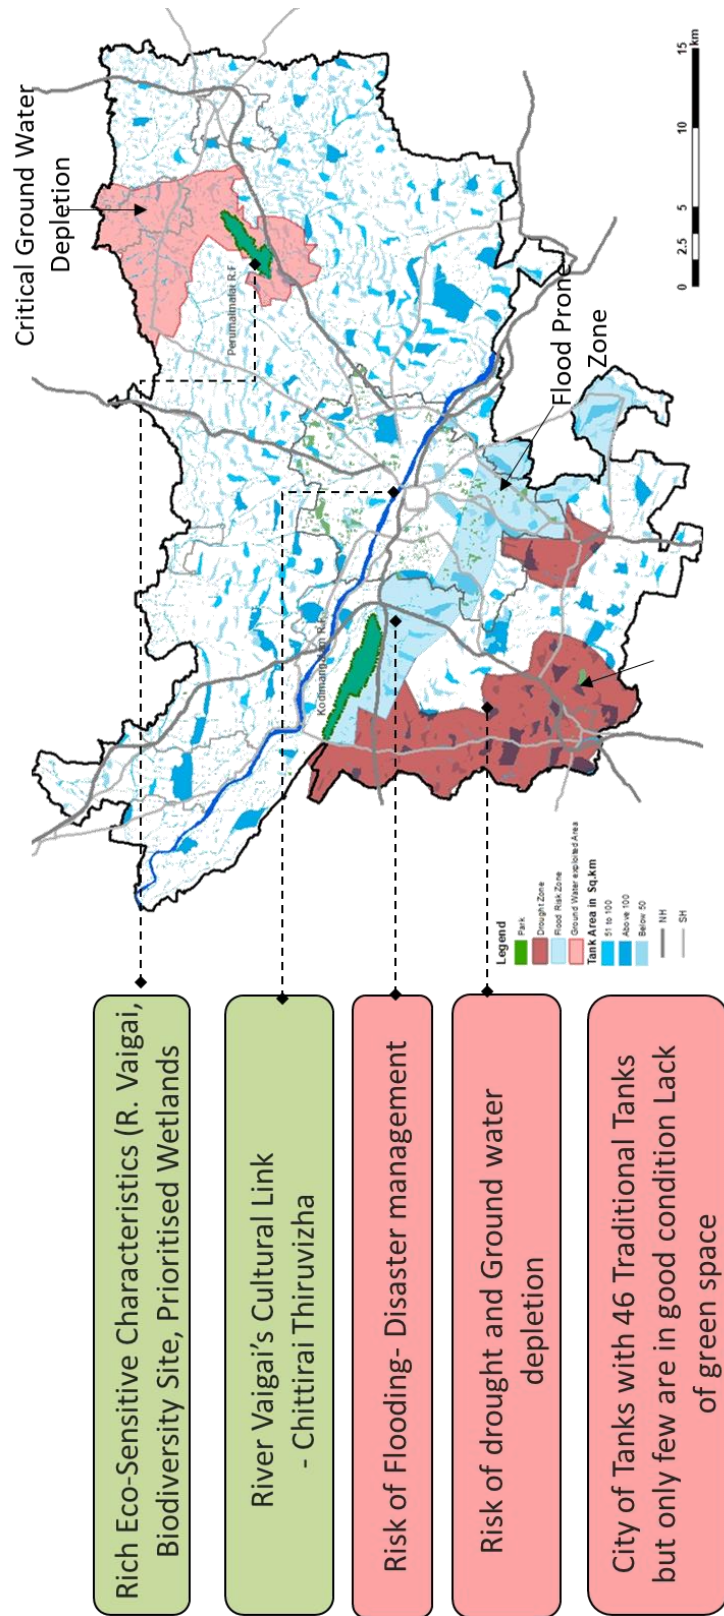 Rich Eco-Sensitive Characteristics (R. Vaigai,
Biodiversity Site, Prioritised Wetlands
River Vaigai's Cultural Link
- Chittirai Thiruvizha
Risk of Flooding- Disaster management
Risk of drought and Ground water
depletion
City of Tanks with 46 Traditional Tanks
but only few are in good condition Lack
of green space
Critical Ground Water
Depletion
Perumalmalai R.F
Kodimangalam R.F
Flood Prone
Zone
Legend
Park
Drought Zone
Flood Risk Zone
Ground Water exploited Area
Tank Area in Sq.km
51 to 100
Above 100
Below 50
NH
SH
0 2.5 5 10 15
km